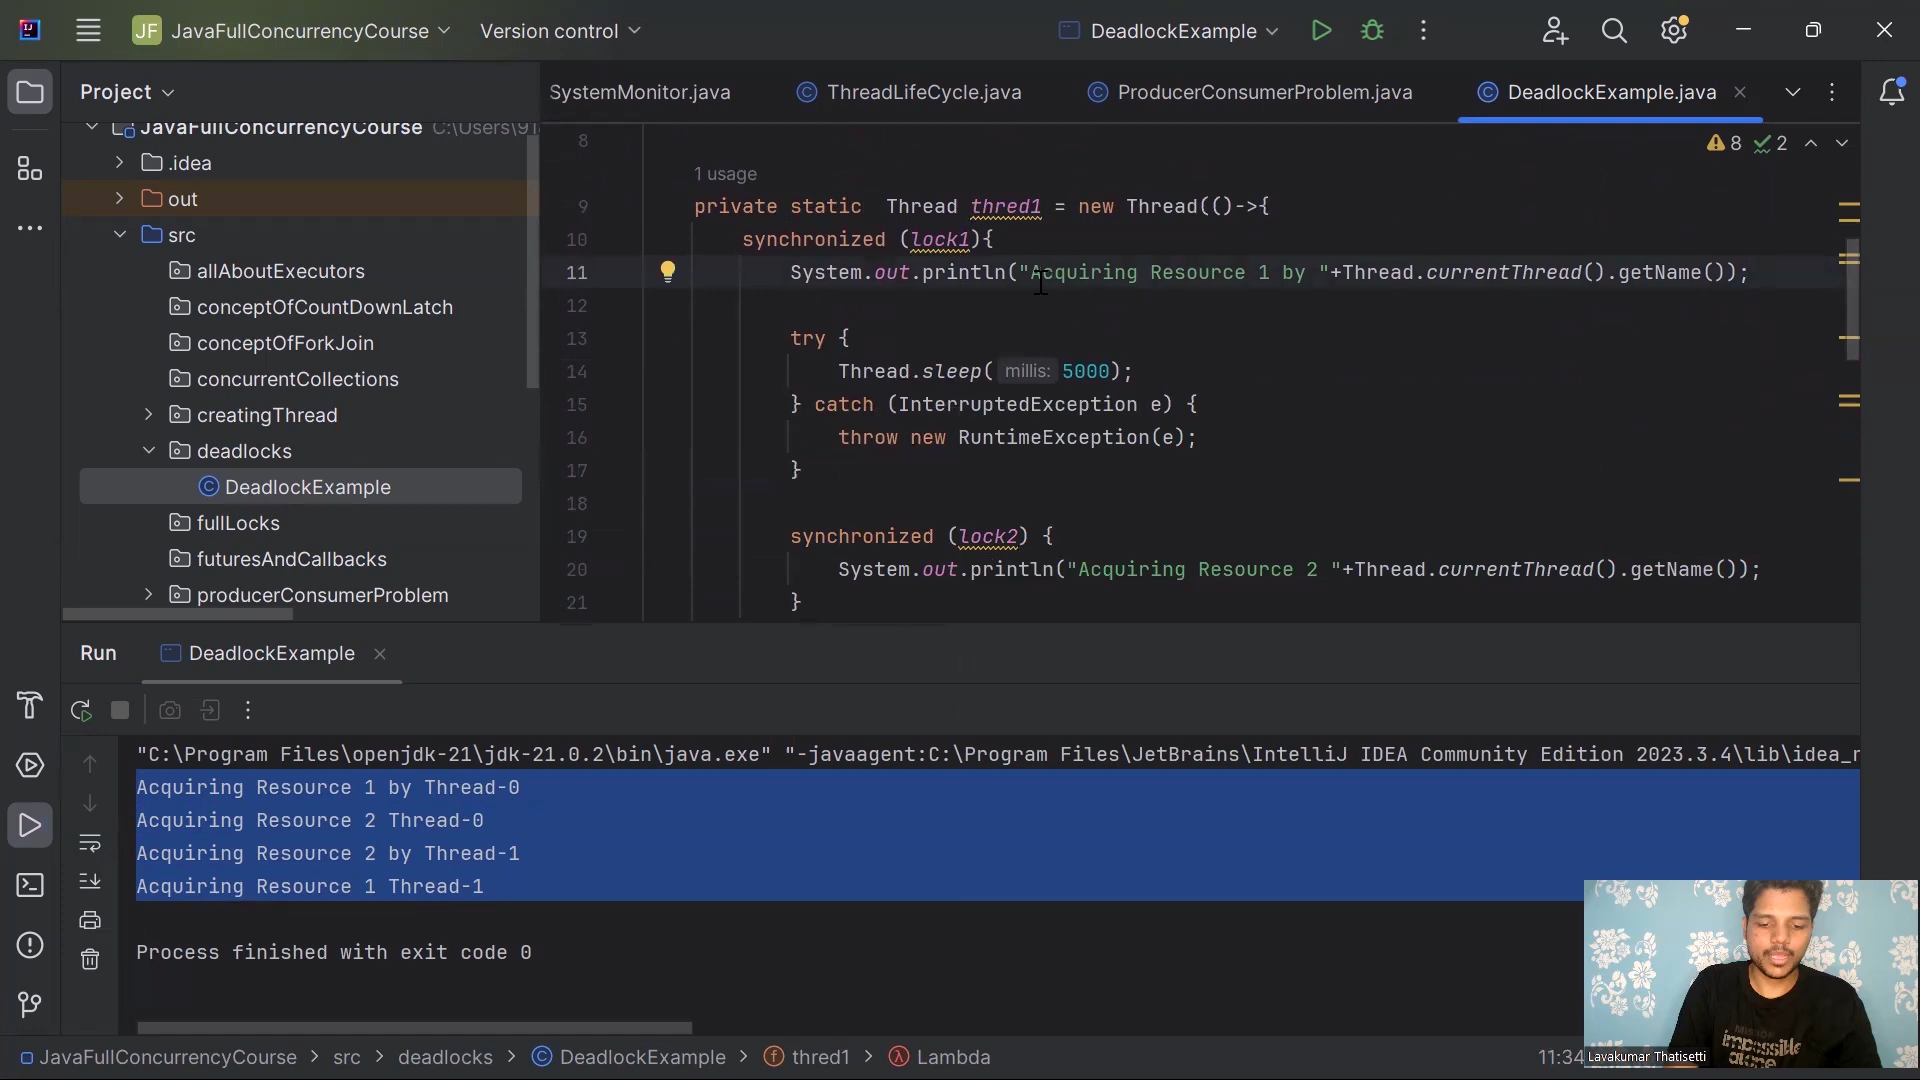 JF JavaFullConcurrencyCourse Version control DeadlockExample
Project
SystemMonitor.java ThreadLifeCycle.java ProducerConsumerProblem.java DeadlockExample.java
JavaFullConcurrencyCourse C:\Users\91
.idea
out
src
allAboutExecutors
conceptOfCountDownLatch
conceptOfForkJoin
concurrentCollections
creatingThread
deadlocks
DeadlockExample
fullLocks
futuresAndCallbacks
producerConsumerProblem
8 2
8
1 usage
9 private static Thread thred1 = new Thread(()->{
10 synchronized (lock1){
11 System.out.println("Acquiring Resource 1 by "+Thread.currentThread().getName());
12
13 try {
14 Thread.sleep( millis: 5000);
15 } catch (InterruptedException e) {
16 throw new RuntimeException(e);
17 }
18
19 synchronized (lock2) {
20 System.out.println("Acquiring Resource 2 "+Thread.currentThread().getName());
21 }
Run DeadlockExample
"C:\Program Files\openjdk-21\jdk-21.0.2\bin\java.exe" "-javaagent:C:\Program Files\JetBrains\IntelliJ IDEA Community Edition 2023.3.4\lib\idea_r
Acquiring Resource 1 by Thread-0
Acquiring Resource 2 Thread-0
Acquiring Resource 2 by Thread-1
Acquiring Resource 1 Thread-1
Process finished with exit code 0
impossible
alone
JavaFullConcurrencyCourse > src > deadlocks > DeadlockExample > thred1 > Lambda
11:34
Lavakumar Thatisetti